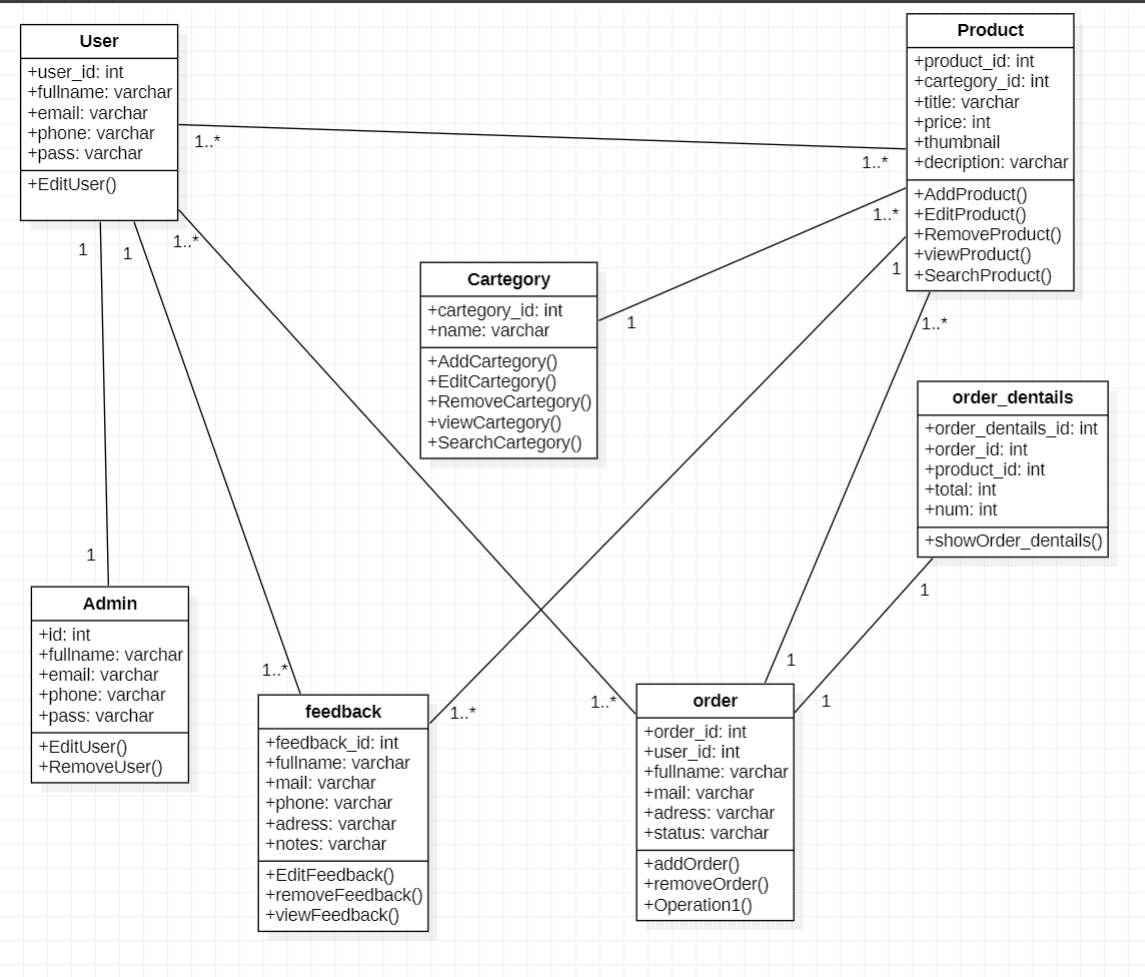 User
+user_id: int
+fullname: varchar
+email: varchar
+phone: varchar
+pass: varchar
+EditUser()
Product
+product_id: int
+cartegory_id: int
+title: varchar
+price: int
+thumbnail
+decription: varchar
+AddProduct()
+EditProduct()
+RemoveProduct()
+viewProduct()
+SearchProduct()
1..*
1..*
1
1
1..*
1..*
1
1..*
Cartegory
+cartegory_id: int
+name: varchar
+AddCartegory()
+EditCartegory()
+RemoveCartegory()
+viewCartegory()
+SearchCartegory()
1
order_dentails
+order_dentails_id: int
+order_id: int
+product_id: int
+total: int
+num: int
+showOrder_dentails()
1
1
Admin
+id: int
+fullname: varchar
+email: varchar
+phone: varchar
+pass: varchar
+EditUser()
+RemoveUser()
1..*
feedback
+feedback_id: int
+fullname: varchar
+mail: varchar
+phone: varchar
+adress: varchar
+notes: varchar
+EditFeedback()
+removeFeedback()
+viewFeedback()
1..*
1..*
1
1
order
+order_id: int
+user_id: int
+fullname: varchar
+mail: varchar
+adress: varchar
+status: varchar
+addOrder()
+removeOrder()
+Operation1()